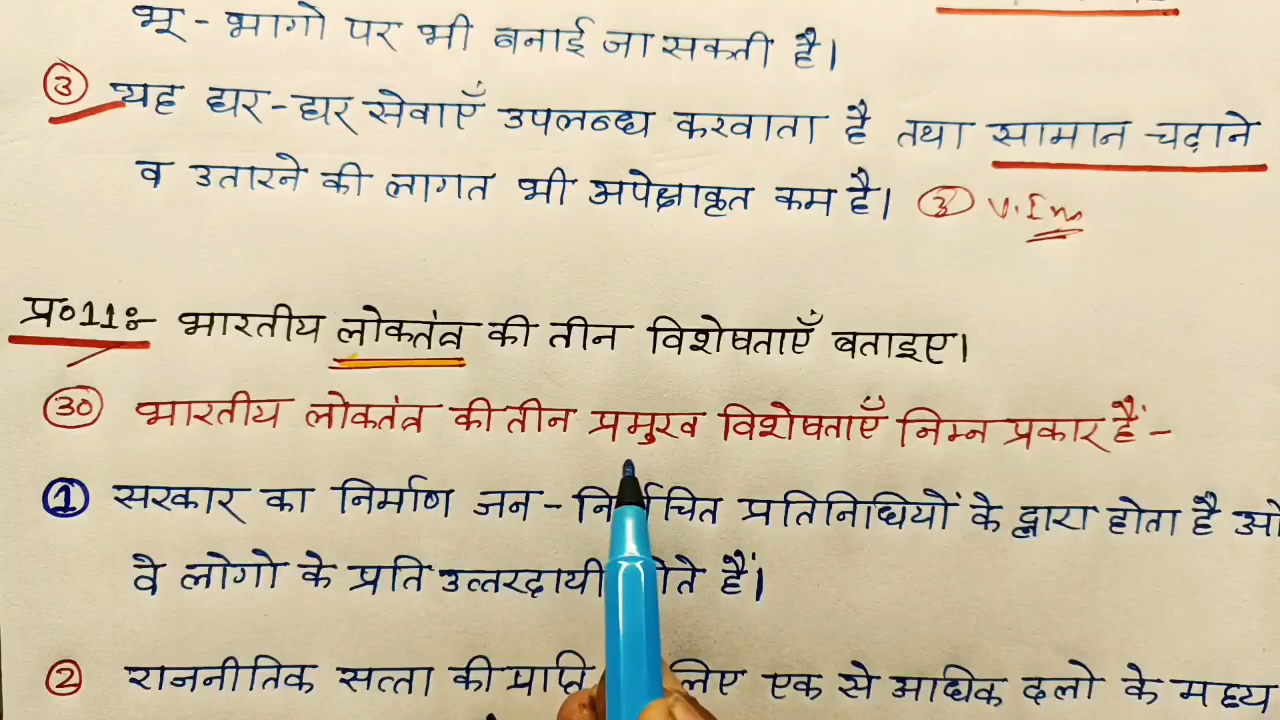 भू - भागो पर भी बनाई जा सकती है।
③ यह घर-घर सेवाएँ उपलब्ध करवाता है तथा सामान चढ़ाने
व उतारने की लागत भी अपेक्षाकृत कम है। ③ V.Im
प्र०11:- भारतीय लोकतंत्र की तीन विशेषताएँ बताइए।
उ० भारतीय लोकतंत्र की तीन प्रमुख विशेषताएँ निम्न प्रकार हैं -
① सरकार का निर्माण जन - निर्वाचित प्रतिनिधियों के द्वारा होता है
वे लोगो के प्रति उत्तरदायी होते हैं।
② राजनीतिक सत्ता की प्राप्ति लिए एक से अधिक दलो के मध्य